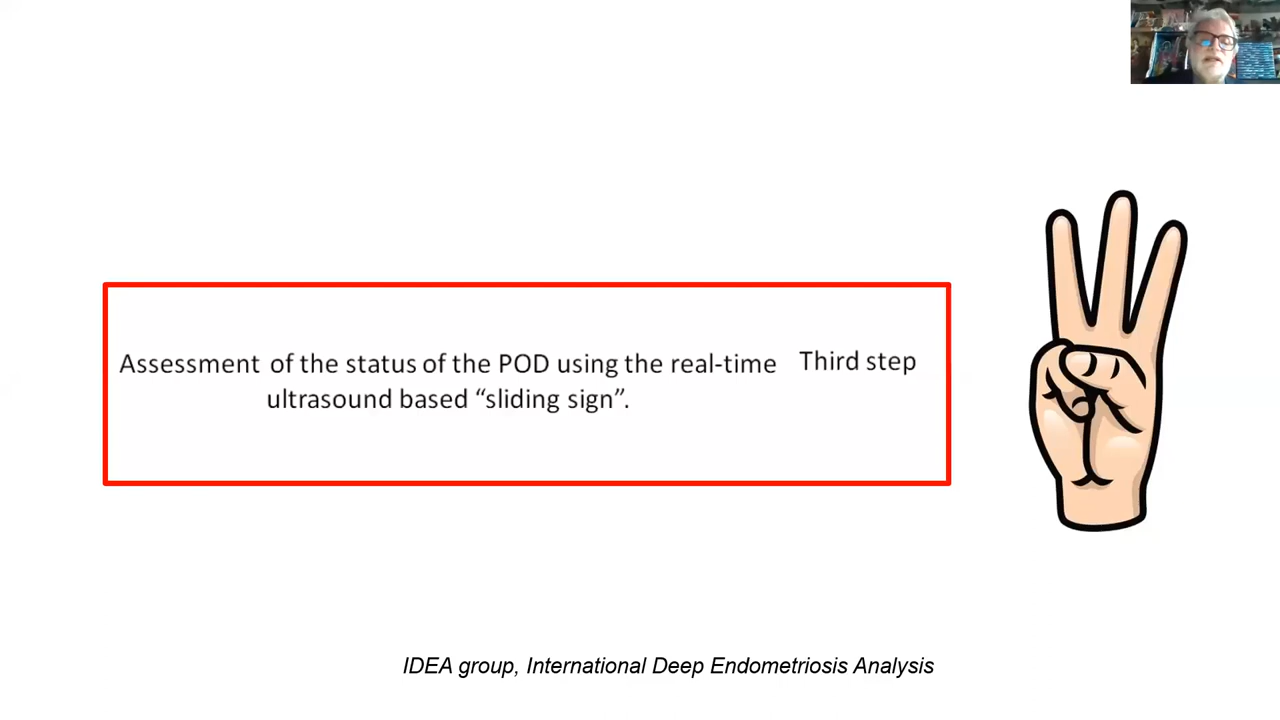 Assessment of the status of the POD using the real-time Third step
ultrasound based “sliding sign”.
IDEA group, International Deep Endometriosis Analysis